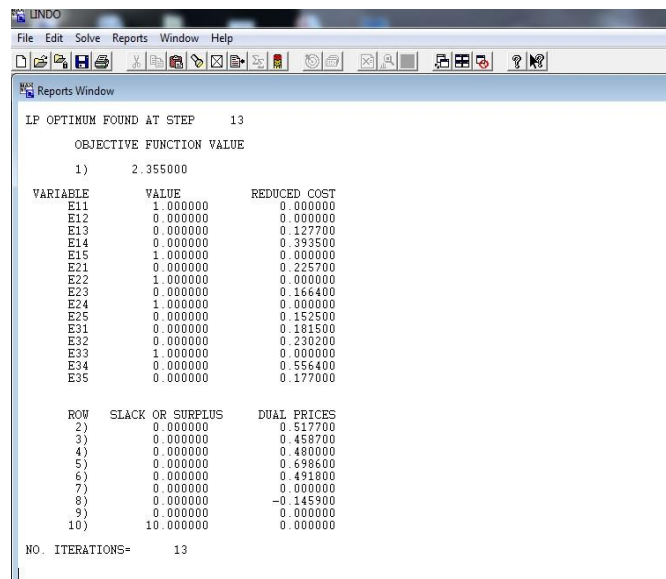 LINDO
File Edit Solve Reports Window Help
Reports Window
LP OPTIMUM FOUND AT STEP 13
OBJECTIVE FUNCTION VALUE
1) 2.355000
VARIABLE VALUE REDUCED COST
E11 1.000000 0.000000
E12 0.000000 0.000000
E13 0.000000 0.127700
E14 0.000000 0.393500
E15 1.000000 0.000000
E21 0.000000 0.225700
E22 1.000000 0.000000
E23 0.000000 0.166400
E24 1.000000 0.000000
E25 0.000000 0.152500
E31 0.000000 0.181500
E32 0.000000 0.230200
E33 1.000000 0.000000
E34 0.000000 0.556400
E35 0.000000 0.177000
ROW SLACK OR SURPLUS DUAL PRICES
2) 0.000000 0.517700
3) 0.000000 0.458700
4) 0.000000 0.480000
5) 0.000000 0.698600
6) 0.000000 0.491800
7) 0.000000 0.000000
8) 0.000000 -0.145900
9) 0.000000 0.000000
10) 10.000000 0.000000
NO. ITERATIONS= 13